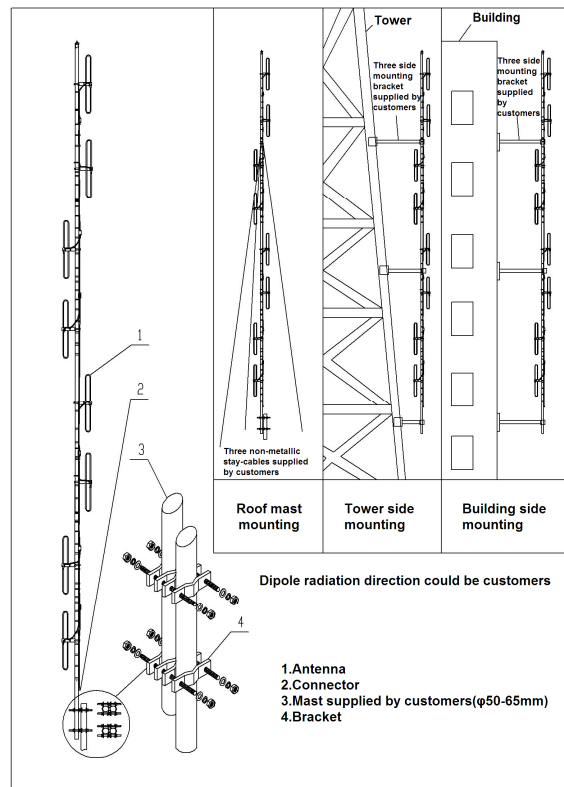 Tower
Building
Three side
mounting
bracket
supplied by
customers
Three side
mounting
bracket
supplied
by
customers
1
2
3
Three non-metallic
stay-cables supplied
by customers
Roof mast
mounting
Tower side
mounting
Building side
mounting
Dipole radiation direction could be customers
4
1.Antenna
2.Connector
3.Mast supplied by customers(φ50-65mm)
4.Bracket